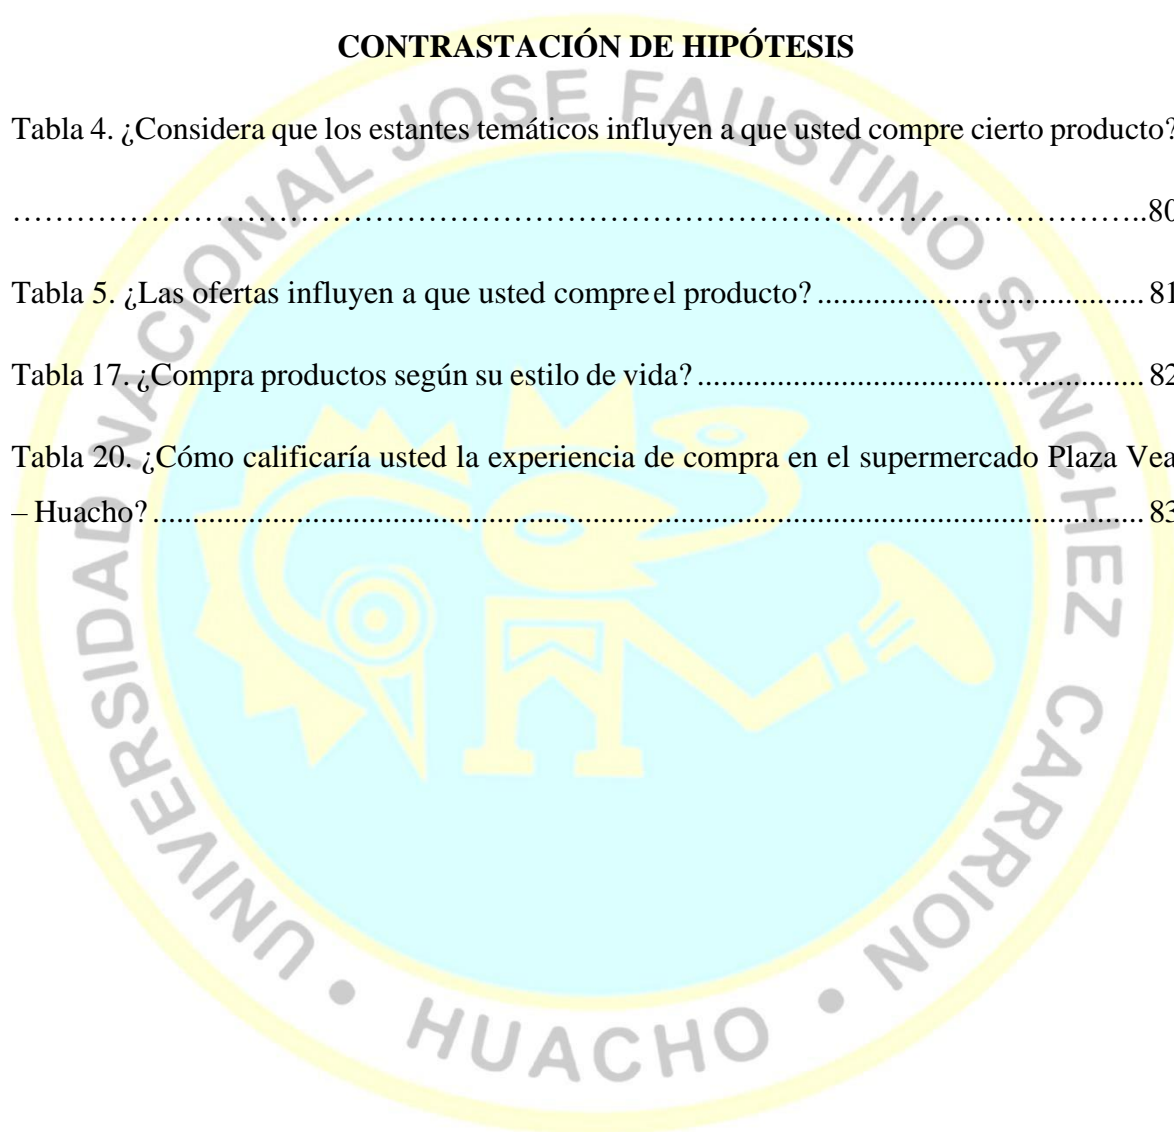 CONTRASTACIÓN DE HIPÓTESIS
Tabla 4. ¿Considera que los estantes temáticos influyen a que usted compre cierto producto?
……………………………………………………………………………………………..80
Tabla 5. ¿Las ofertas influyen a que usted compre el producto? ......................................... 81
Tabla 17. ¿Compra productos según su estilo de vida? ........................................................ 82
Tabla 20. ¿Cómo calificaría usted la experiencia de compra en el supermercado Plaza Vea
– Huacho? ............................................................................................................................ 83
UNIVERSIDAD NACIONAL JOSE FAUSTINO SANCHEZ CARRION • HUACHO •